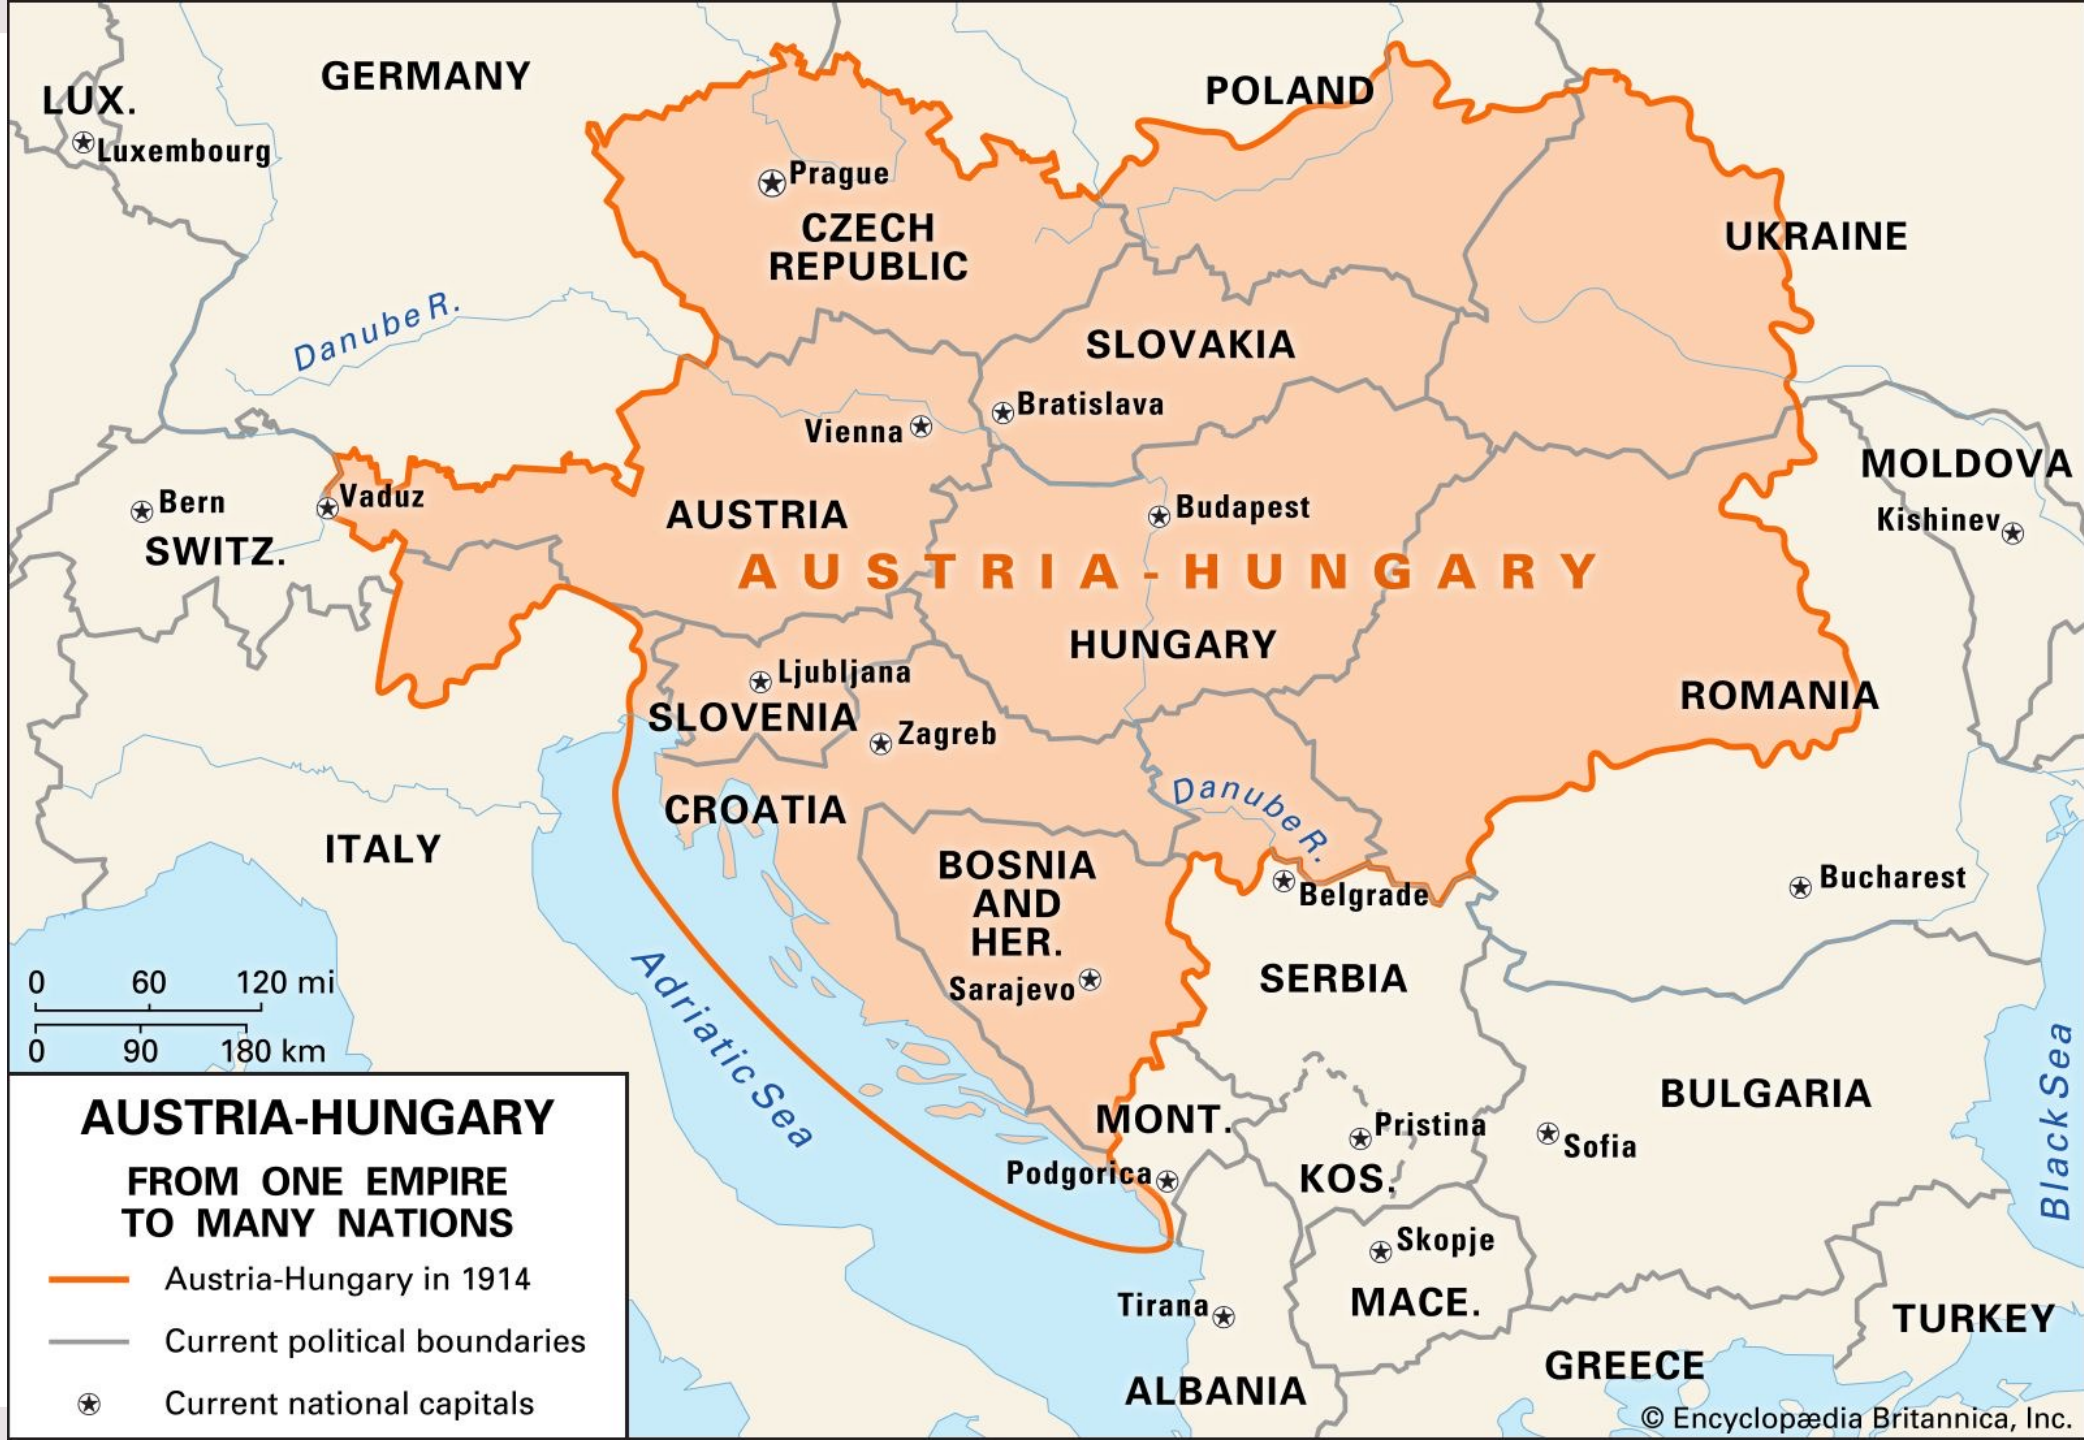 GERMANY
POLAND
LUX.
Luxembourg
Prague
CZECH
REPUBLIC
UKRAINE
Danube R.
SLOVAKIA
Bratislava
Vienna
MOLDOVA
Kishinev
Bern
SWITZ.
Vaduz
AUSTRIA
Budapest
AUSTRIA-HUNGARY
HUNGARY
Ljubljana
SLOVENIA
Zagreb
ROMANIA
Danube R.
CROATIA
ITALY
BOSNIA
AND
HER.
Sarajevo
Belgrade
Bucharest
SERBIA
Adriatic Sea
Black Sea
0 60 120 mi
0 90 180 km
MONT.
Podgorica
Pristina
KOS.
BULGARIA
Sofia
Skopje
MACE.
Tirana
ALBANIA
GREECE
TURKEY
AUSTRIA-HUNGARY
FROM ONE EMPIRE
TO MANY NATIONS
Austria-Hungary in 1914
Current political boundaries
Current national capitals
© Encyclopædia Britannica, Inc.